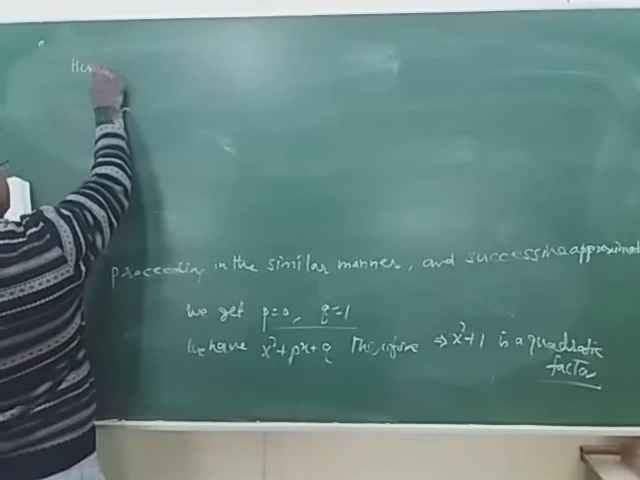 Her
proceeding in the similar manner, and successive approximat
we get p=0, q=1
we have x²+px+q Therefore ⇒ x²+1 is a quadratic
factor